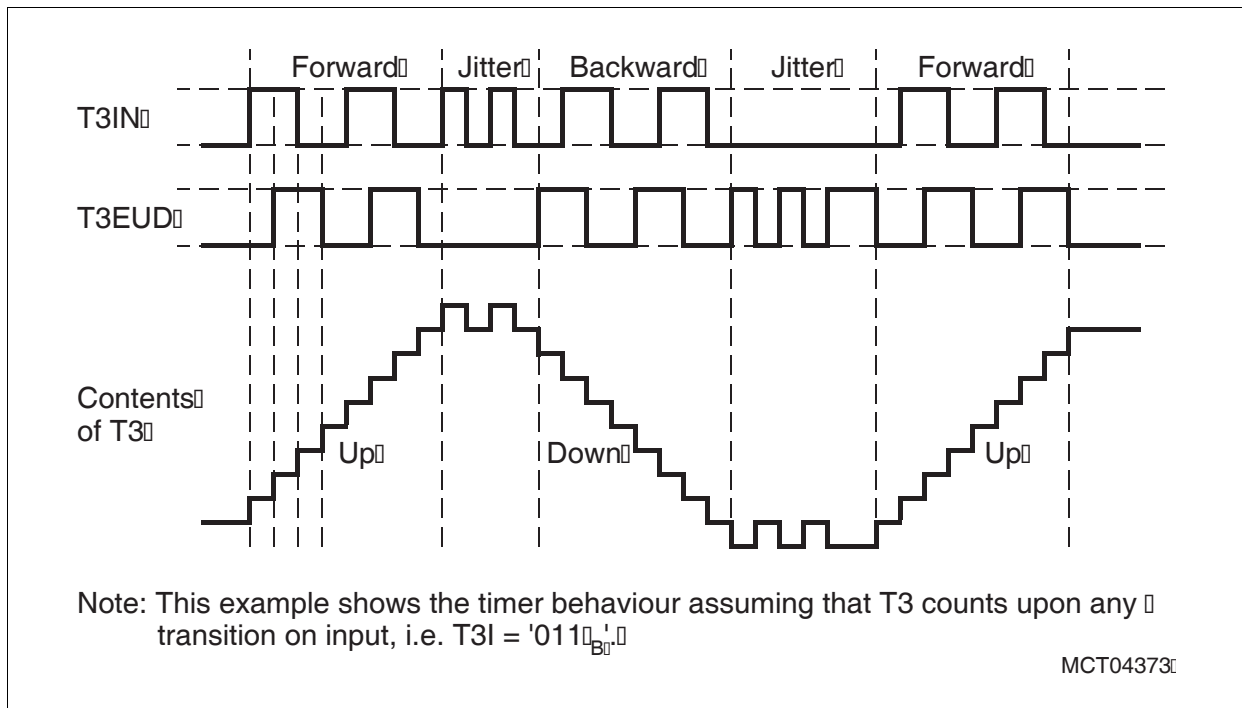 Forward Jitter Backward Jitter Forward
T3IN
T3EUD
Contents
of T3
Up Down Up
Note: This example shows the timer behaviour assuming that T3 counts upon any
transition on input, i.e. T3I = '011B'.
MCT04373